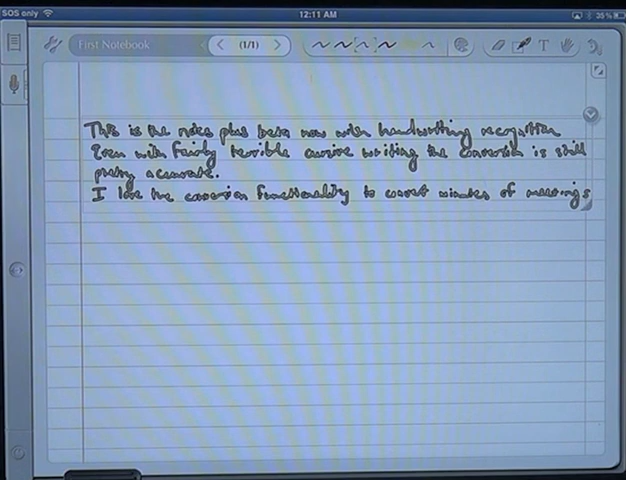 SOS only 12:11 AM 35%
First Notebook (1/1) T
This is the notes plus beta now with handwriting recognition
Even with fairly terrible cursive writing the conversion is still
pretty accurate.
I love the conversion functionality to convert minutes of meetings